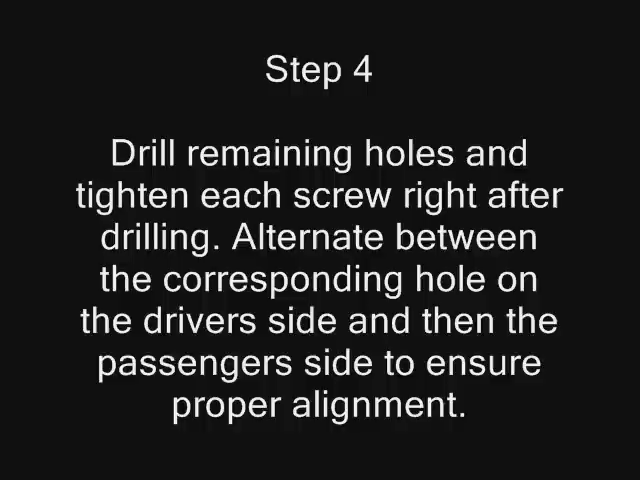 Step 4
Drill remaining holes and
tighten each screw right after
drilling. Alternate between
the corresponding hole on
the drivers side and then the
passengers side to ensure
proper alignment.